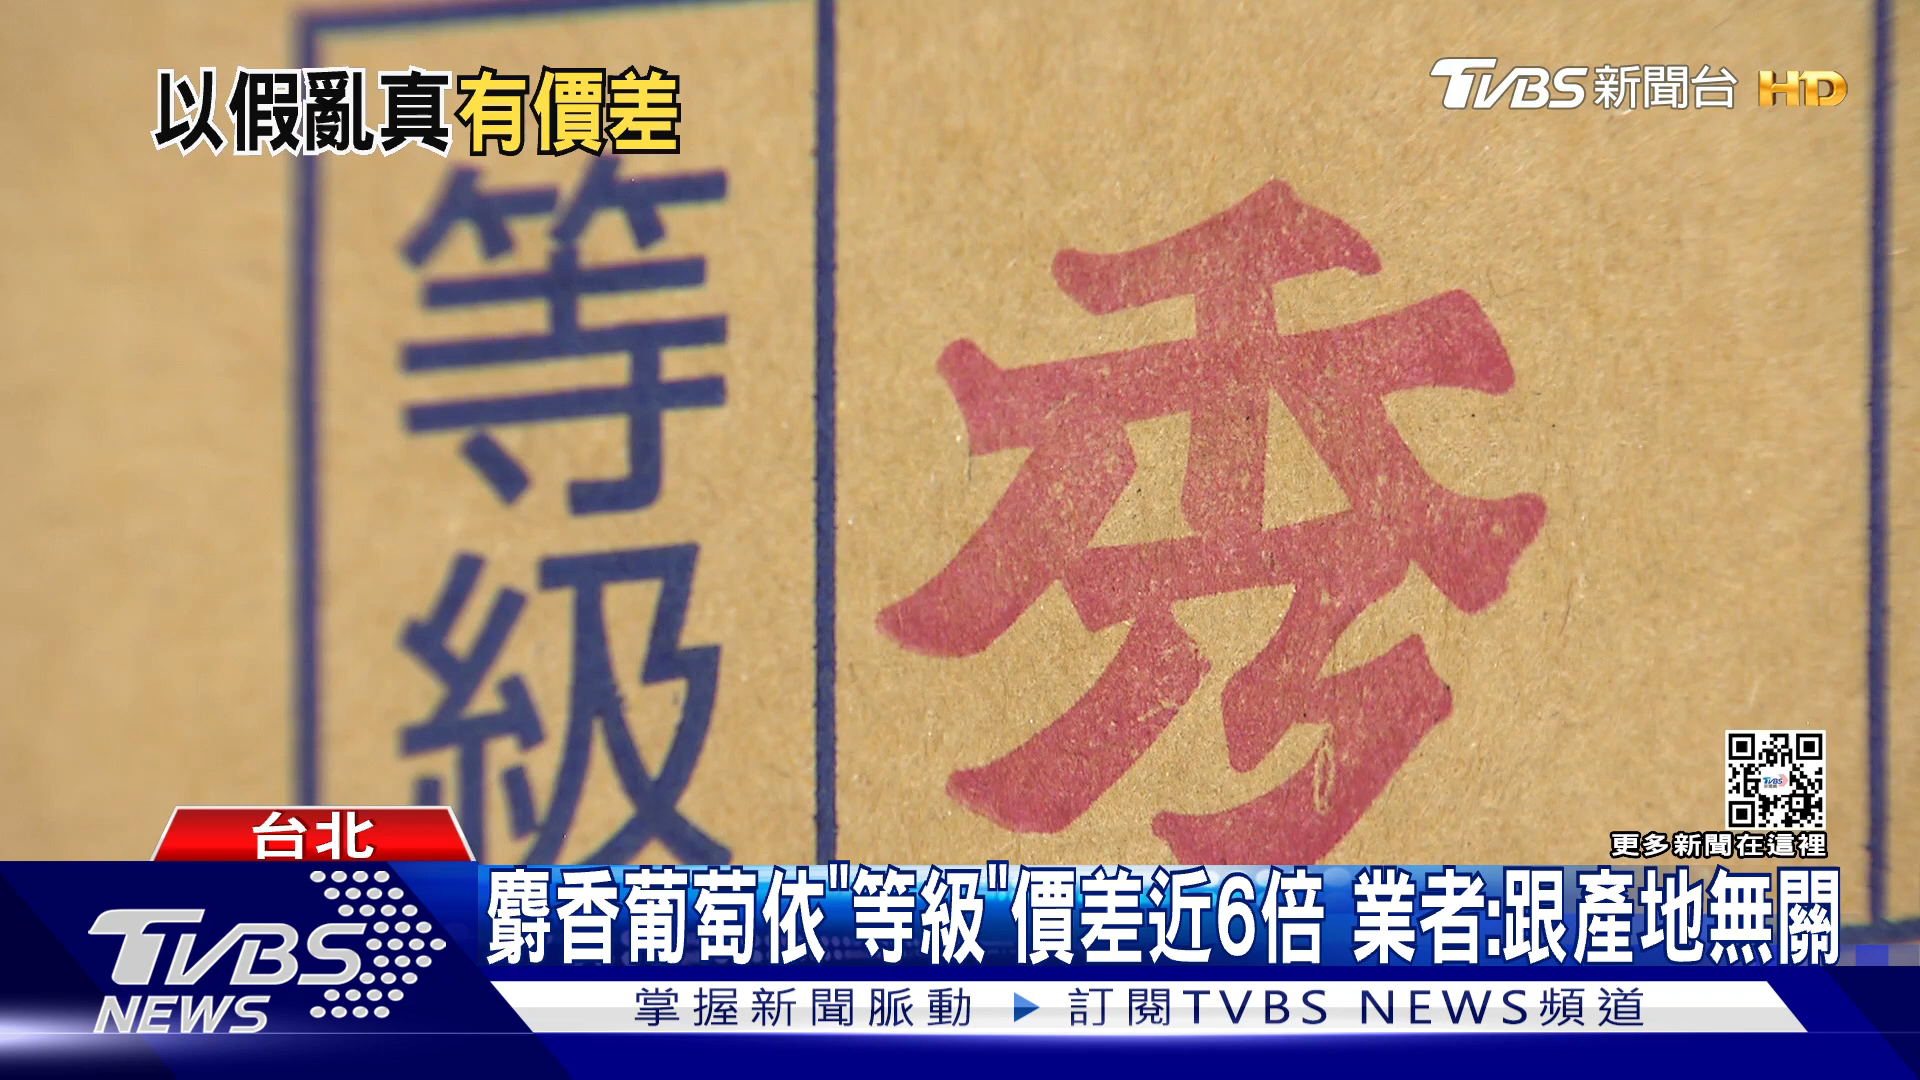 以假亂真有價差
TVBS新聞台 HD
等級
秀
更多新聞在這裡
台北
麝香葡萄依"等級"價差近6倍 業者:跟產地無關
TVBS NEWS
掌握新聞脈動 ▶ 訂閱TVBS NEWS頻道